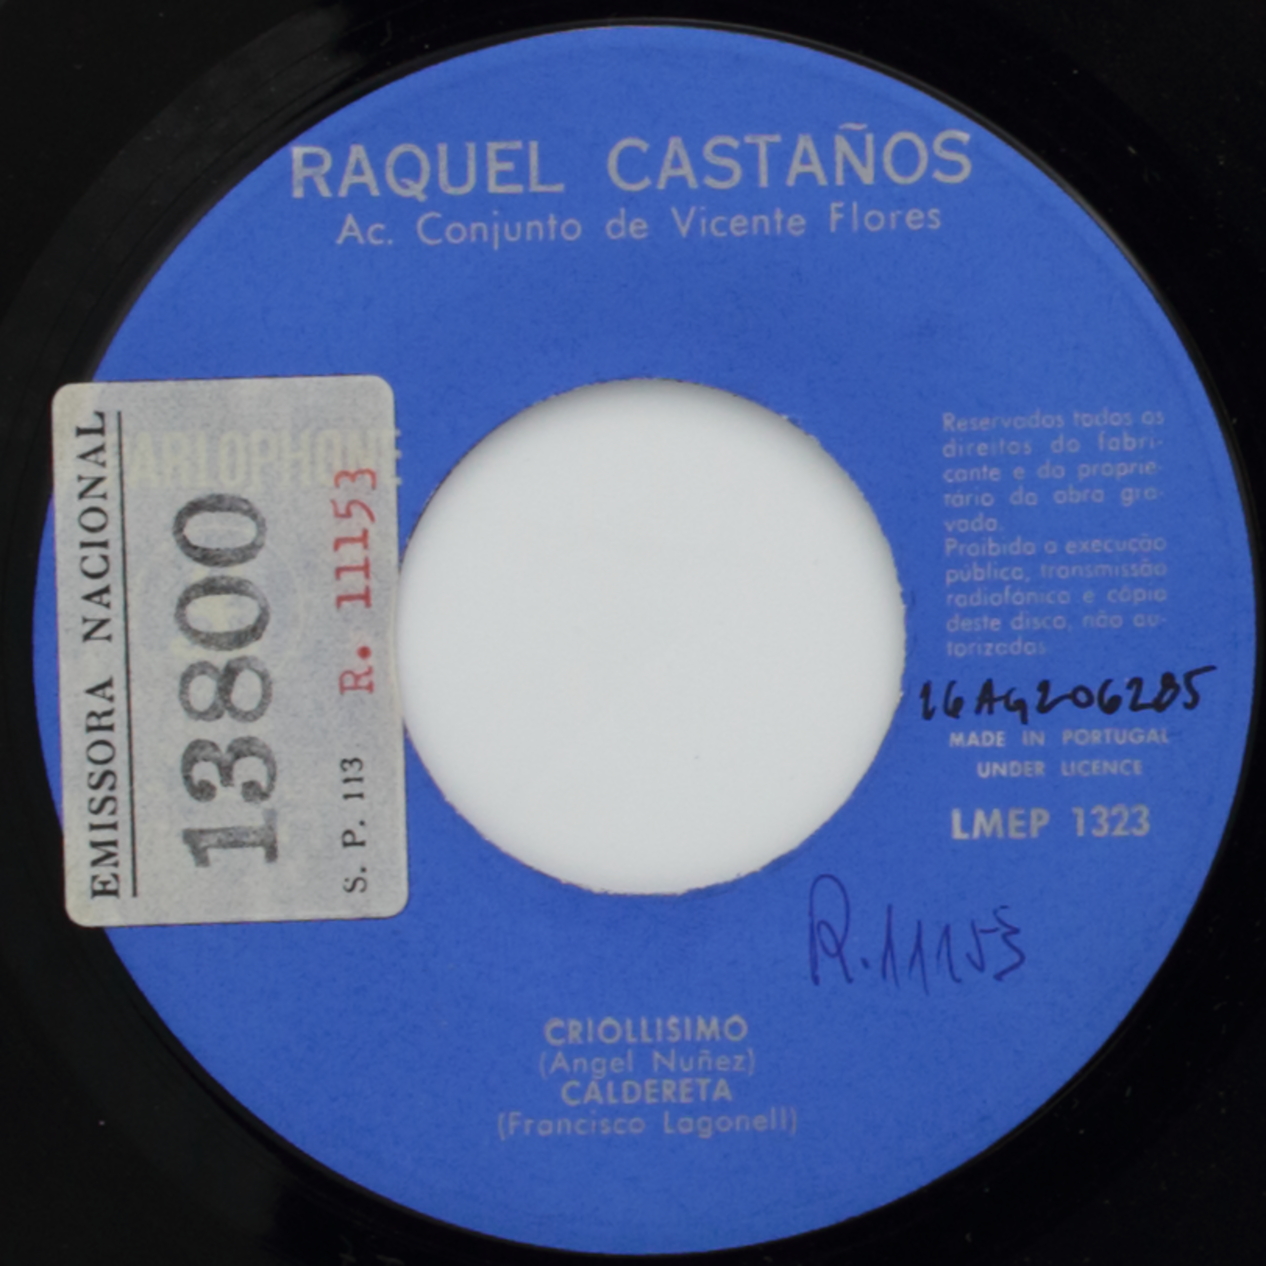 RAQUEL CASTAÑOS
Ac. Conjunto de Vicente Flores
PARLOPHONE
EMISSORA NACIONAL
13800
S. P. 113 R. 11153
Reservados todos os
direitos do fabri-
cante e do proprie-
tário da obra gra-
vada.
Proibida a execução
pública, transmissão
radiofónica e cópia
deste disco, não au-
torizadas
16AG206285
MADE IN PORTUGAL
UNDER LICENCE
LMEP 1323
R.11153
CRIOLLISIMO
(Angel Nuñez)
CALDERETA
(Francisco Lagonell)